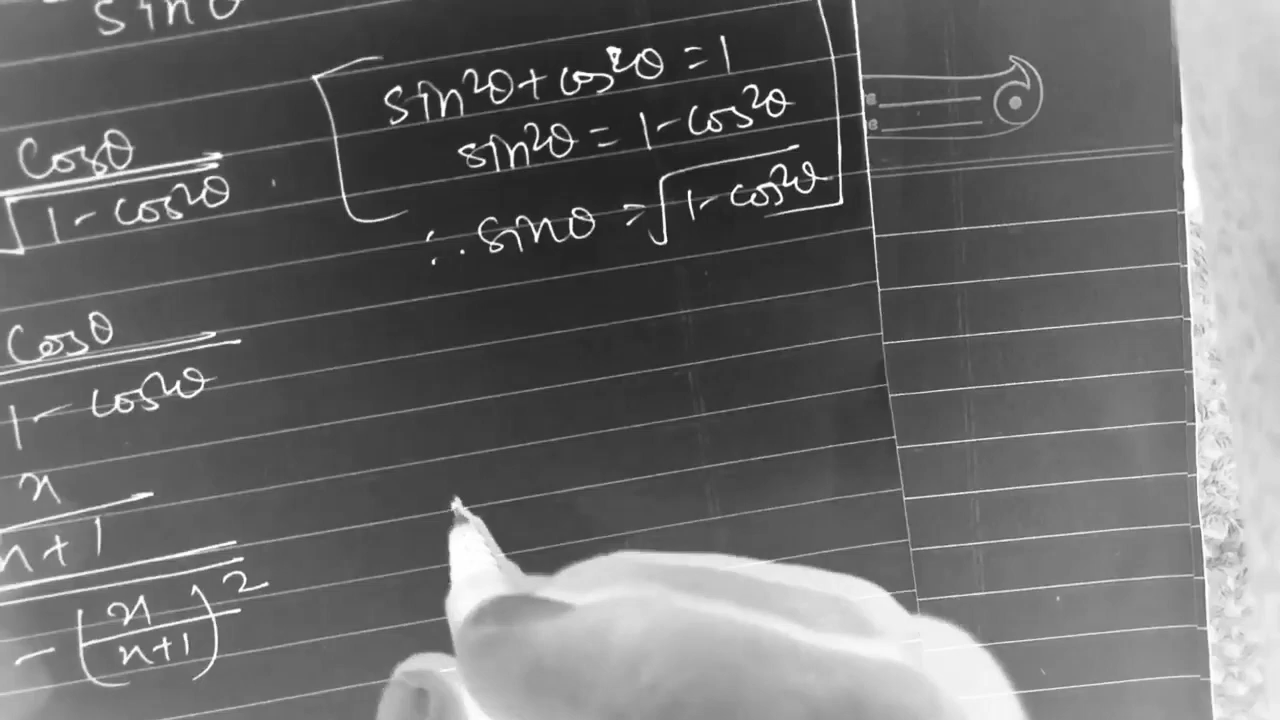 sinθ
sin²θ + cos²θ = 1
sin²θ = 1 - cos²θ
∴ sinθ = √1 - cos²θ
cosθ
√1 - cos²θ
cosθ
1 - cos²θ
x
x + 1
- (x / x+1)²